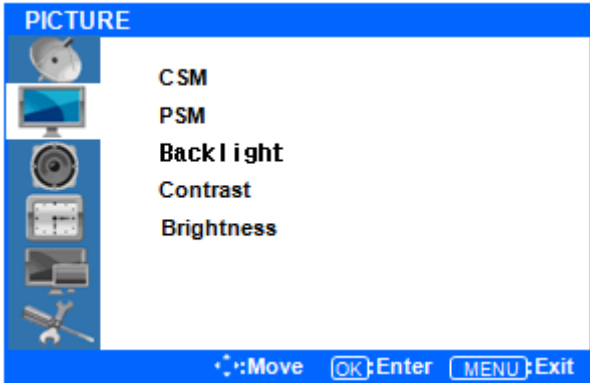 PICTURE
CSM
PSM
Backlight
Contrast
Brightness
:Move OK:Enter MENU:Exit